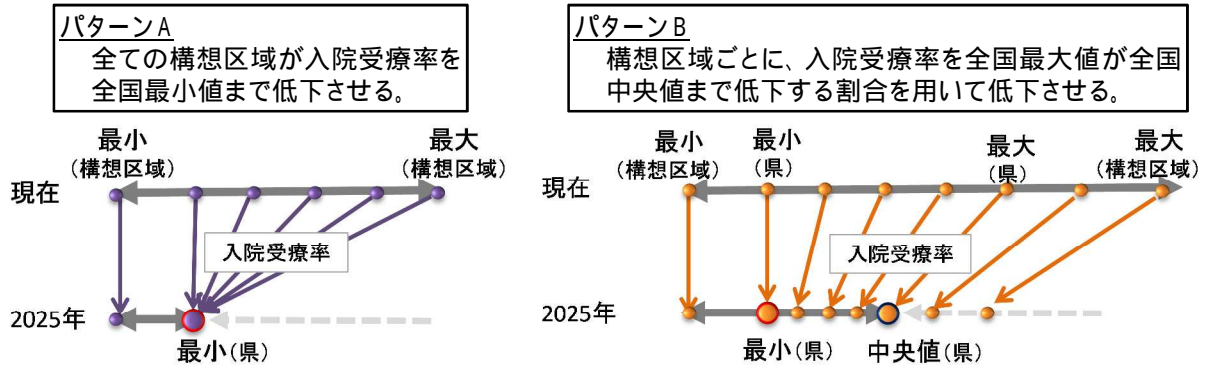 パターンA
全ての構想区域が入院受療率を
全国最小値まで低下させる。
最小
(構想区域)
最大
(構想区域)
現在
入院受療率
2025年
最小(県)
パターンB
構想区域ごとに、入院受療率を全国最大値が全国
中央値まで低下する割合を用いて低下させる。
最小
(構想区域)
最小
(県)
最大
(県)
最大
(構想区域)
現在
入院受療率
2025年
最小(県)
中央値(県)